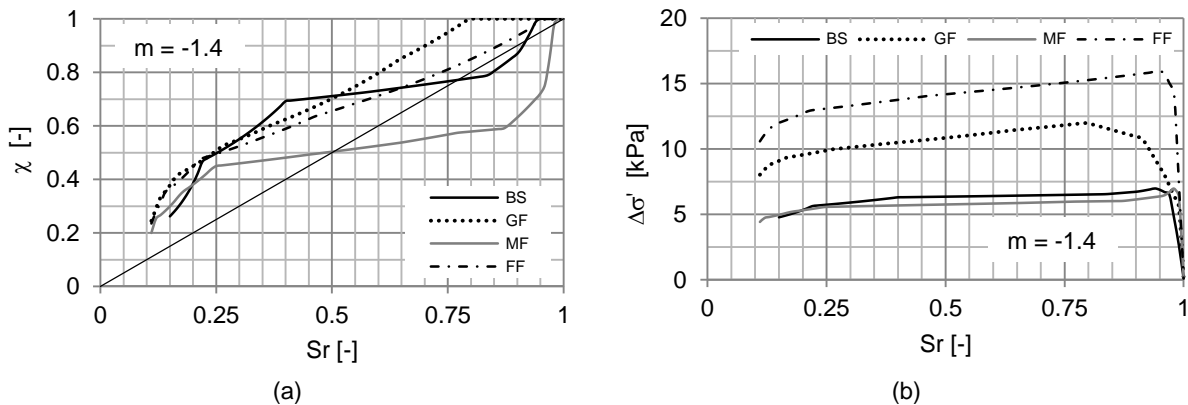 m = -1.4
χ [-]
1
0.8
0.6
0.4
0.2
0
BS
GF
MF
FF
0 0.25 0.5 0.75 1
Sr [-]
(a)
BS GF MF FF
Δσ' [kPa]
20
15
10
5
0
m = -1.4
0 0.25 0.5 0.75 1
Sr [-]
(b)